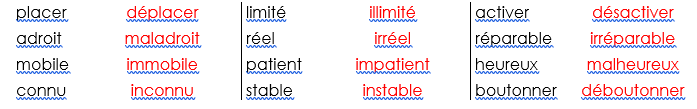 placer déplacer limité illimité activer désactiver
adroit maladroit réel irréel réparable irréparable
mobile immobile patient impatient heureux malheureux
connu inconnu stable instable boutonner déboutonner